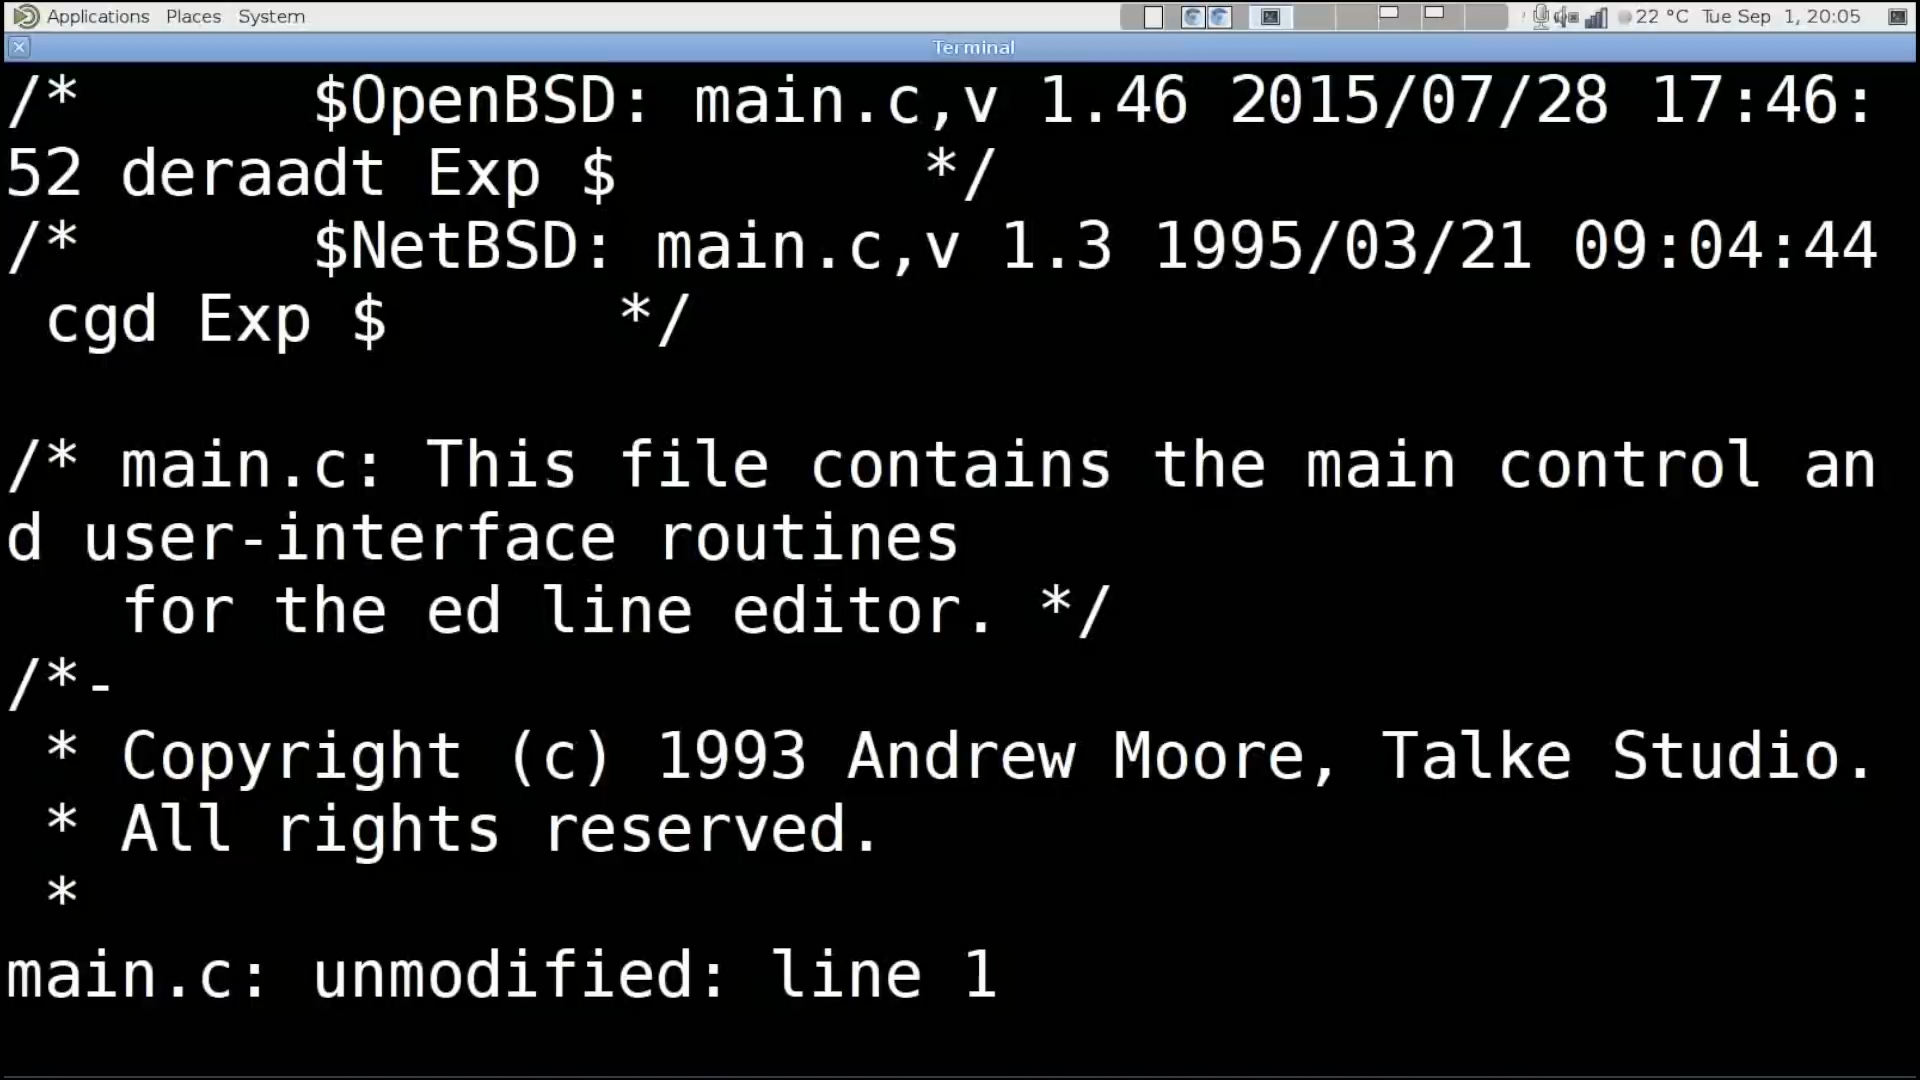 Applications Places System
22 °C Tue Sep 1, 20:05
Terminal
/* $OpenBSD: main.c,v 1.46 2015/07/28 17:46:
52 deraadt Exp $ */
/* $NetBSD: main.c,v 1.3 1995/03/21 09:04:44
cgd Exp $ */
/* main.c: This file contains the main control an
d user-interface routines
for the ed line editor. */
/*-
* Copyright (c) 1993 Andrew Moore, Talke Studio.
* All rights reserved.
*
main.c: unmodified: line 1